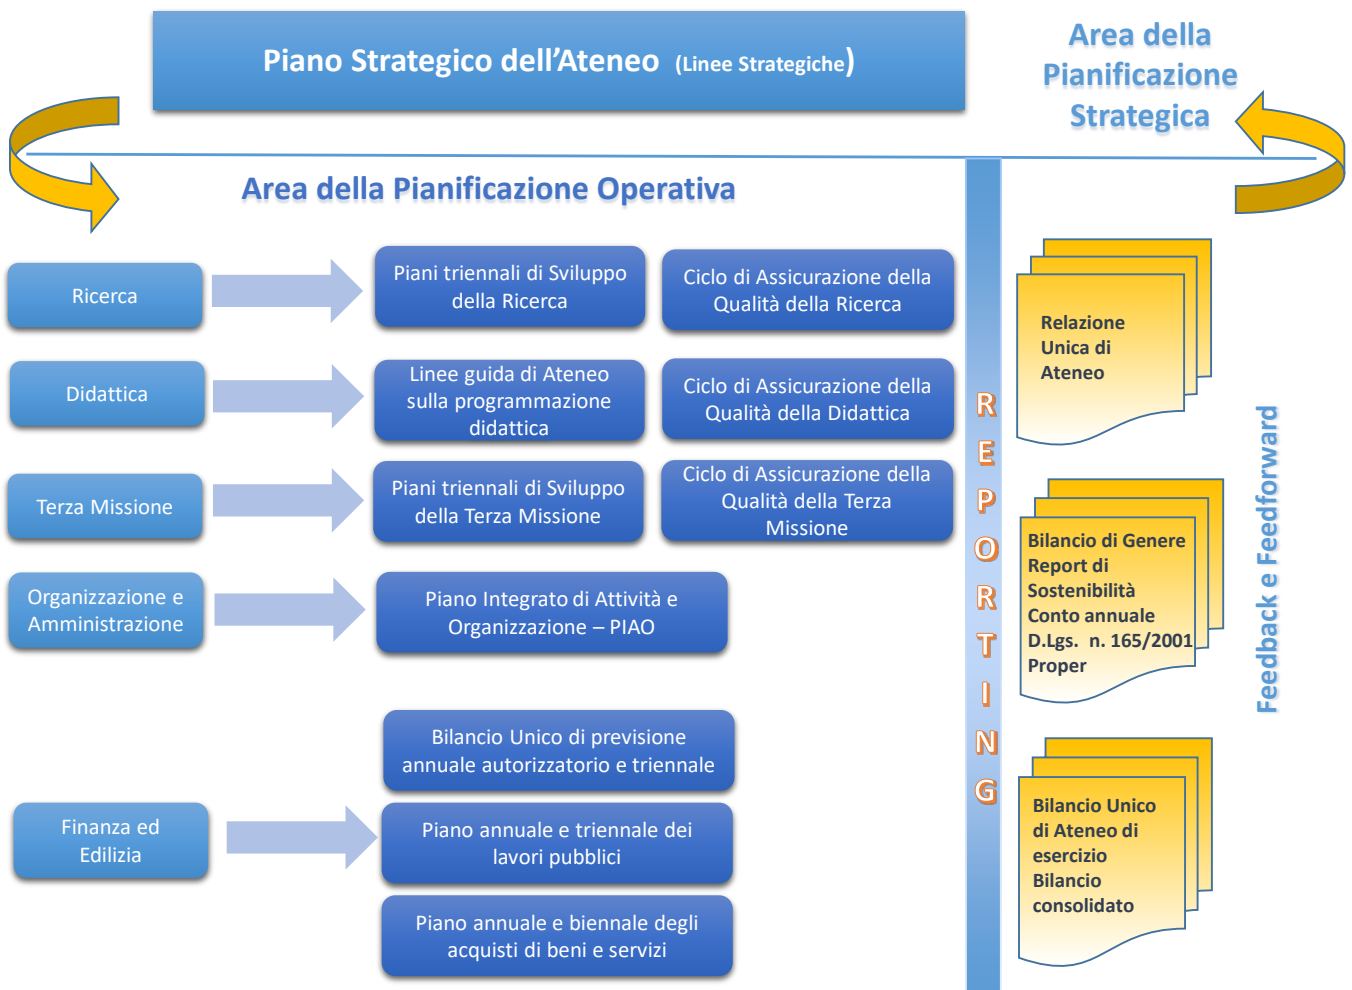 Piano Strategico dell'Ateneo (Linee Strategiche)
Area della
Pianificazione
Strategica
Area della Pianificazione Operativa
Ricerca
Piani triennali di Sviluppo
della Ricerca
Ciclo di Assicurazione della
Qualità della Ricerca
Didattica
Linee guida di Ateneo
sulla programmazione
didattica
Ciclo di Assicurazione della
Qualità della Didattica
Terza Missione
Piani triennali di Sviluppo
della Terza Missione
Ciclo di Assicurazione della
Qualità della Terza
Missione
Organizzazione e
Amministrazione
Piano Integrato di Attività e
Organizzazione – PIAO
Finanza ed
Edilizia
Bilancio Unico di previsione
annuale autorizzatorio e triennale
Piano annuale e triennale dei
lavori pubblici
Piano annuale e biennale degli
acquisti di beni e servizi
REPORTING
Relazione
Unica di
Ateneo
Bilancio di Genere
Report di
Sostenibilità
Conto annuale
D.Lgs. n. 165/2001
Proper
Bilancio Unico
di Ateneo di
esercizio
Bilancio
consolidato
Feedback e Feedforward